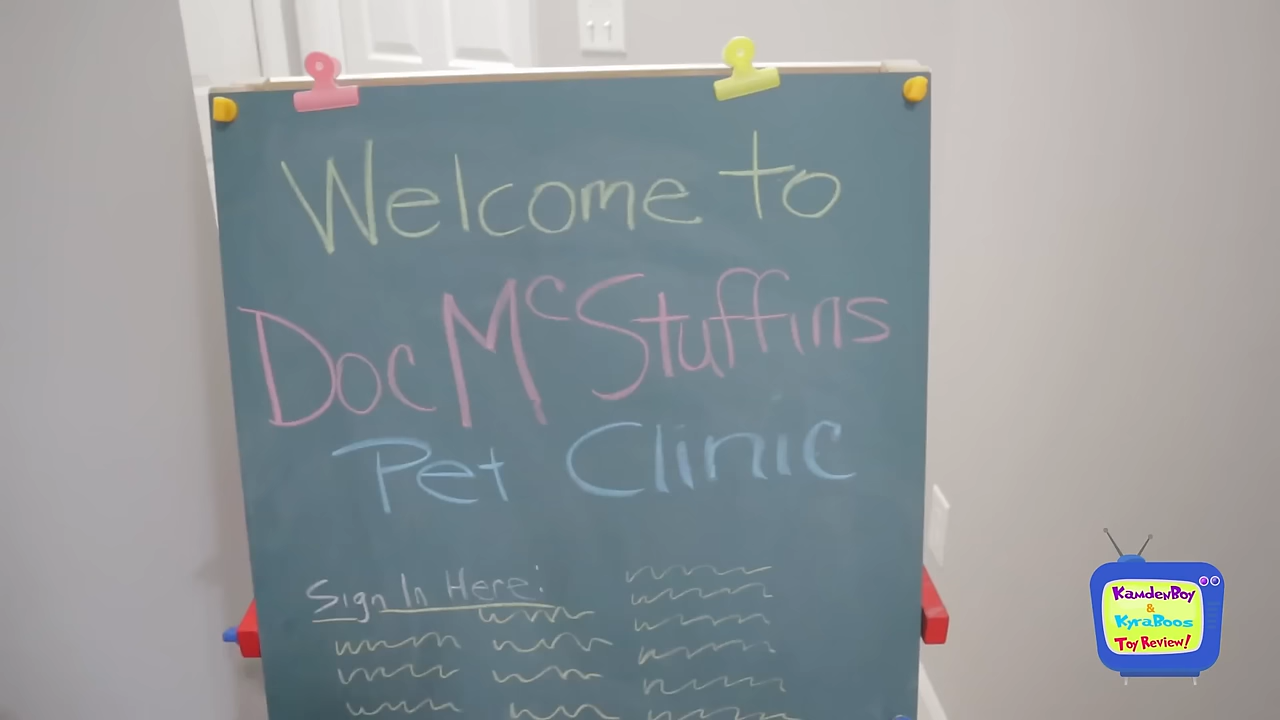 Welcome to
Doc McStuffins
Pet Clinic
Sign In Here:
KamdenBoy
&
KyraBoos
Toy Review!